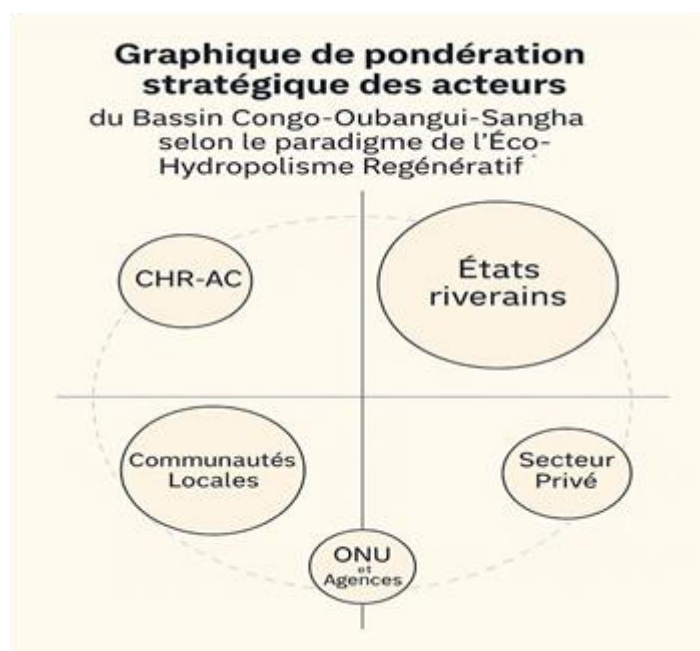 Graphique de pondération
stratégique des acteurs
du Bassin Congo-Oubangui-Sangha
selon le paradigme de l'Éco-
Hydropolisme Regénératif
CHR-AC
États
riverains
Communautés
Locales
Secteur
Privé
ONU
et
Agences